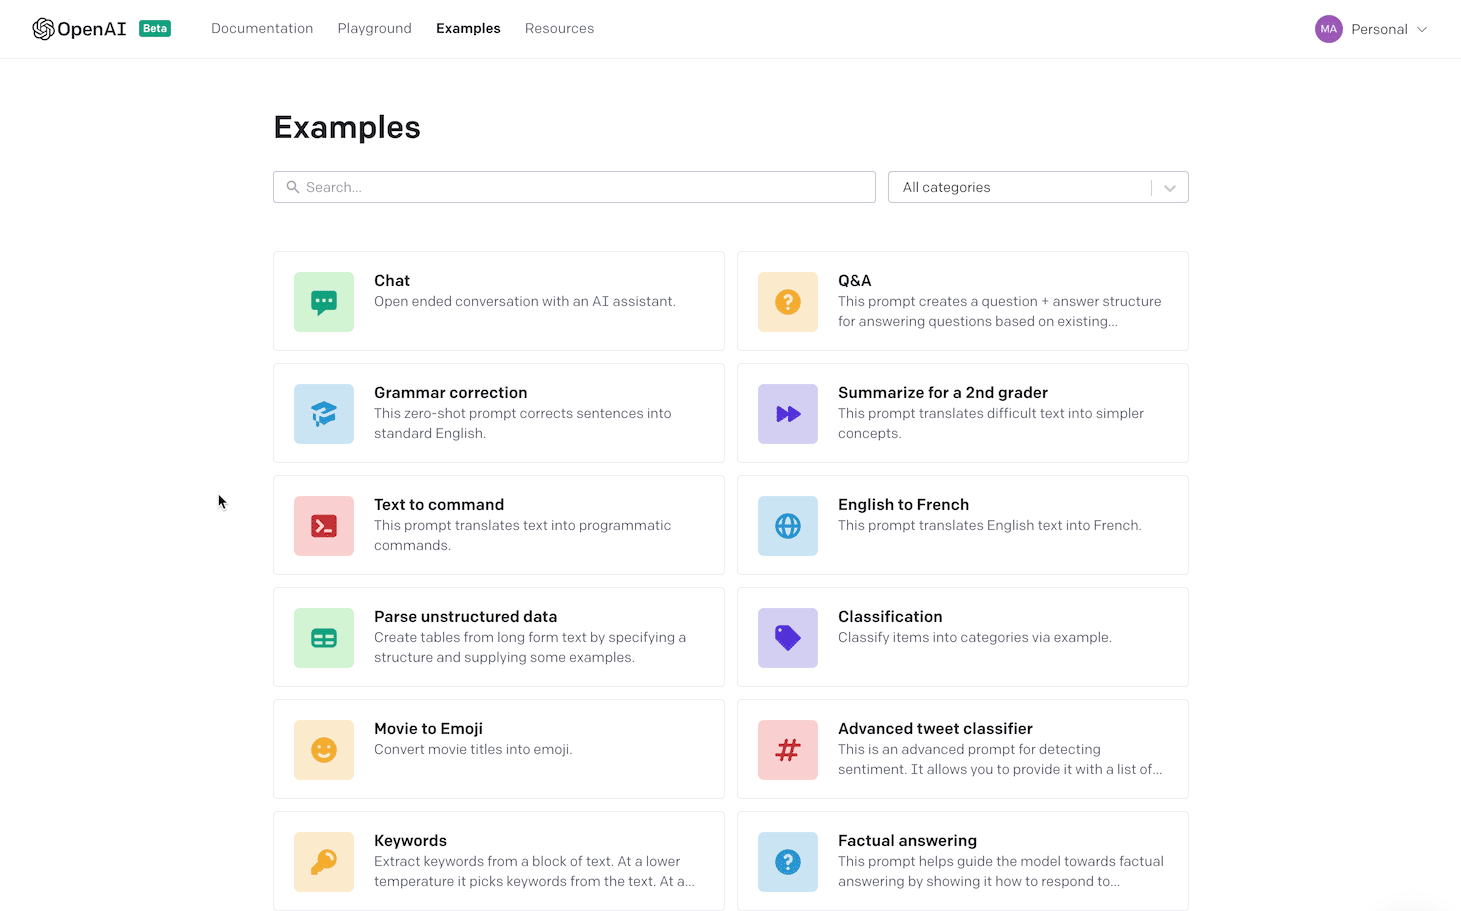 OpenAI Beta Documentation Playground Examples Resources MA Personal
Examples
Search... All categories
Chat
Open ended conversation with an AI assistant.
Q&A
This prompt creates a question + answer structure
for answering questions based on existing...
Grammar correction
This zero-shot prompt corrects sentences into
standard English.
Summarize for a 2nd grader
This prompt translates difficult text into simpler
concepts.
Text to command
This prompt translates text into programmatic
commands.
English to French
This prompt translates English text into French.
Parse unstructured data
Create tables from long form text by specifying a
structure and supplying some examples.
Classification
Classify items into categories via example.
Movie to Emoji
Convert movie titles into emoji.
Advanced tweet classifier
This is an advanced prompt for detecting
sentiment. It allows you to provide it with a list of...
Keywords
Extract keywords from a block of text. At a lower
temperature it picks keywords from the text. At a...
Factual answering
This prompt helps guide the model towards factual
answering by showing it how to respond to...